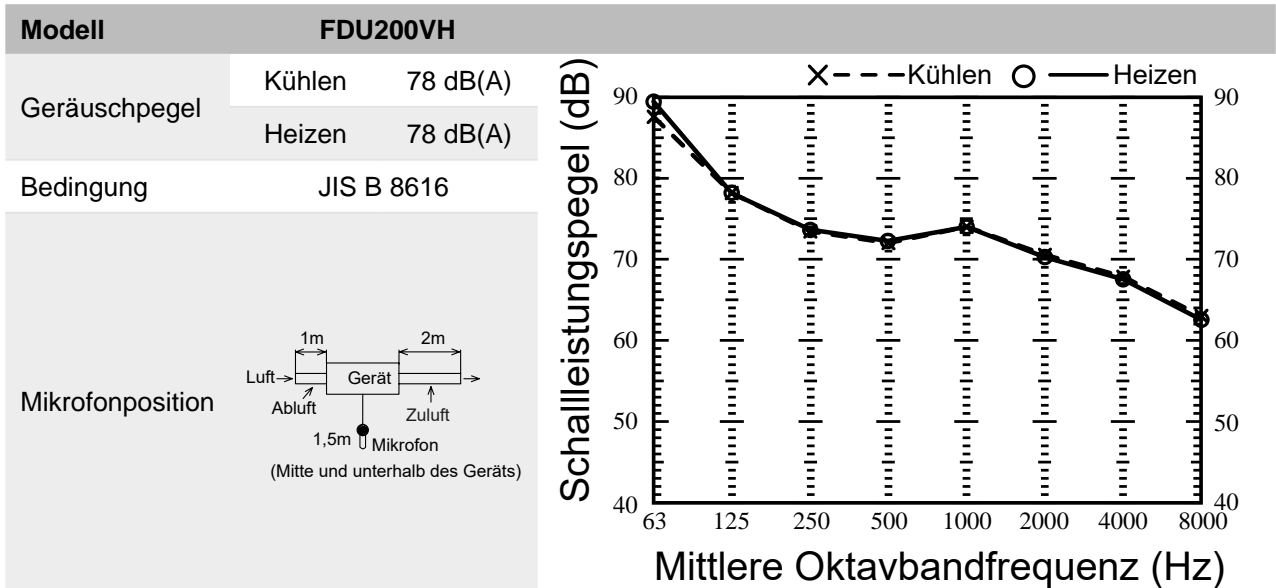 Modell FDU200VH
Geräuschpegel
Kühlen 78 dB(A)
Heizen 78 dB(A)
Bedingung JIS B 8616
Mikrofonposition
1m 2m
Luft Gerät
Abluft Zuluft
1,5m Mikrofon
(Mitte und unterhalb des Geräts)
Kühlen Heizen
Schallleistungspegel (dB)
90 90
80 80
70 70
60 60
50 50
40 40
63 125 250 500 1000 2000 4000 8000
Mittlere Oktavbandfrequenz (Hz)